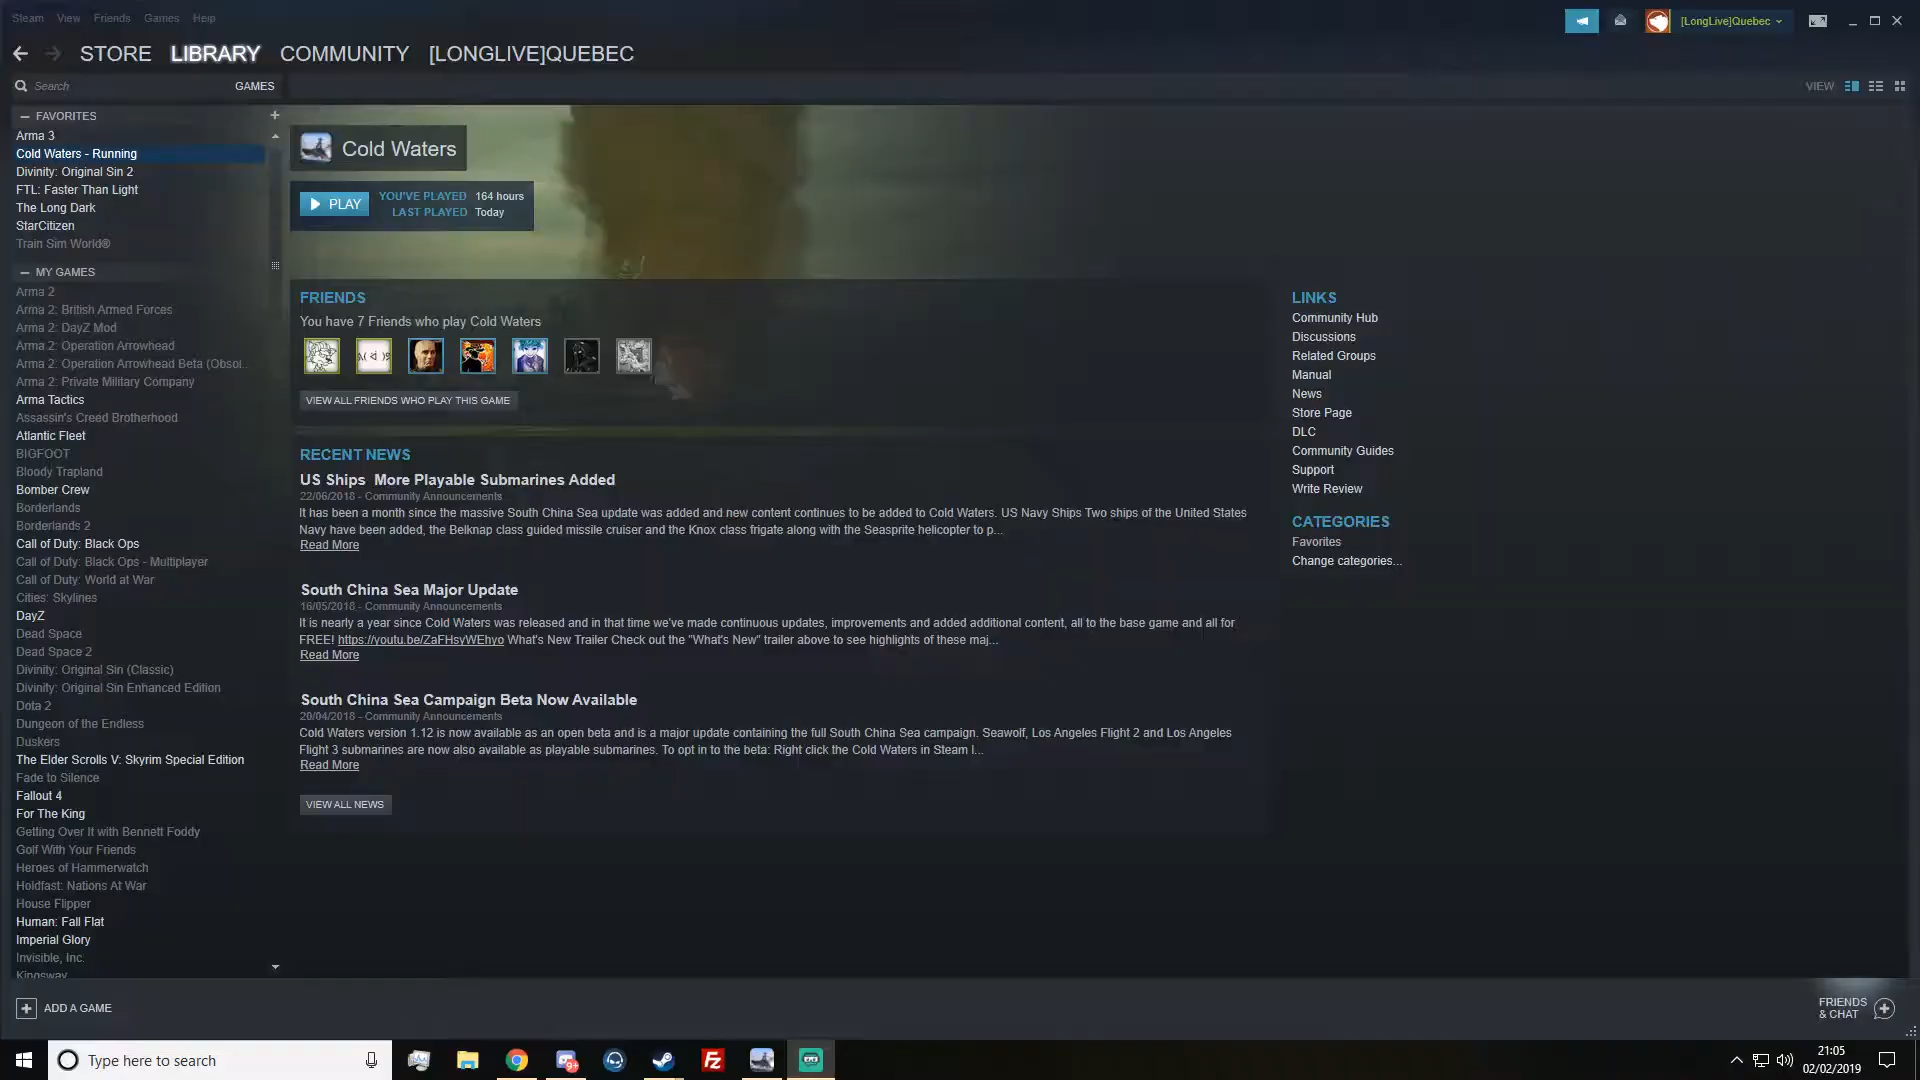 Steam View Friends Games Help
[LongLive]Quebec
STORE LIBRARY COMMUNITY [LONGLIVE]QUEBEC
Search GAMES
VIEW
FAVORITES
Arma 3
Cold Waters - Running
Divinity: Original Sin 2
FTL: Faster Than Light
The Long Dark
StarCitizen
Train Sim World®
MY GAMES
Arma 2
Arma 2: British Armed Forces
Arma 2: DayZ Mod
Arma 2: Operation Arrowhead
Arma 2: Operation Arrowhead Beta (Obsol...
Arma 2: Private Military Company
Arma Tactics
Assassin's Creed Brotherhood
Atlantic Fleet
BIGFOOT
Bloody Trapland
Bomber Crew
Borderlands
Borderlands 2
Call of Duty: Black Ops
Call of Duty: Black Ops - Multiplayer
Call of Duty: World at War
Cities: Skylines
DayZ
Dead Space
Dead Space 2
Divinity: Original Sin (Classic)
Divinity: Original Sin Enhanced Edition
Dota 2
Dungeon of the Endless
Duskers
The Elder Scrolls V: Skyrim Special Edition
Fade to Silence
Fallout 4
For The King
Getting Over It with Bennett Foddy
Golf With Your Friends
Heroes of Hammerwatch
Holdfast: Nations At War
House Flipper
Human: Fall Flat
Imperial Glory
Invisible, Inc.
Kingsway
Cold Waters
PLAY
YOU'VE PLAYED 164 hours
LAST PLAYED Today
FRIENDS
You have 7 Friends who play Cold Waters
VIEW ALL FRIENDS WHO PLAY THIS GAME
RECENT NEWS
US Ships More Playable Submarines Added
22/06/2018 - Community Announcements
It has been a month since the massive South China Sea update was added and new content continues to be added to Cold Waters. US Navy Ships Two ships of the United States
Navy have been added, the Belknap class guided missile cruiser and the Knox class frigate along with the Seasprite helicopter to p...
Read More
South China Sea Major Update
16/05/2018 - Community Announcements
It is nearly a year since Cold Waters was released and in that time we've made continuous updates, improvements and added additional content, all to the base game and all for
FREE! https://youtu.be/ZaFHsyWEhyo What's New Trailer Check out the "What's New" trailer above to see highlights of these maj...
Read More
South China Sea Campaign Beta Now Available
20/04/2018 - Community Announcements
Cold Waters version 1.12 is now available as an open beta and is a major update containing the full South China Sea campaign. Seawolf, Los Angeles Flight 2 and Los Angeles
Flight 3 submarines are now also available as playable submarines. To opt in to the beta: Right click the Cold Waters in Steam l...
Read More
VIEW ALL NEWS
LINKS
Community Hub
Discussions
Related Groups
Manual
News
Store Page
DLC
Community Guides
Support
Write Review
CATEGORIES
Favorites
Change categories...
ADD A GAME
FRIENDS
& CHAT
Type here to search
9+
21:05
02/02/2019